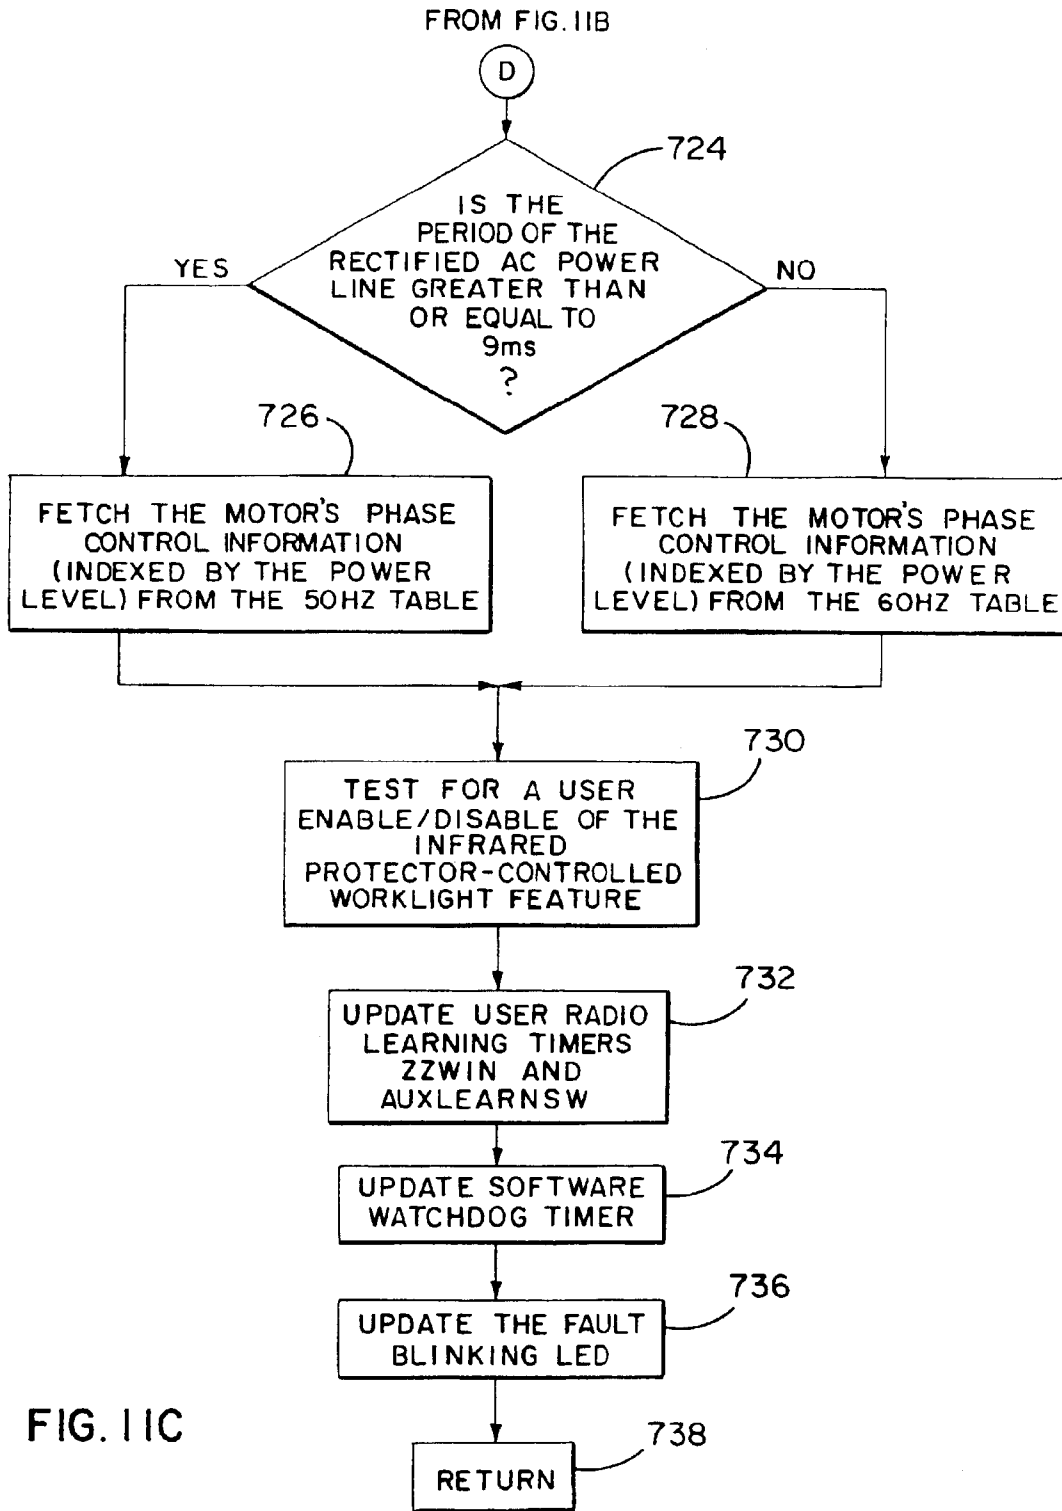 FROM FIG. 11B
D
724
IS THE
PERIOD OF THE
RECTIFIED AC POWER
LINE GREATER THAN
OR EQUAL TO
9ms
?
YES
NO
726
728
FETCH THE MOTOR'S PHASE
CONTROL INFORMATION
(INDEXED BY THE POWER
LEVEL) FROM THE 50HZ TABLE
FETCH THE MOTOR'S PHASE
CONTROL INFORMATION
(INDEXED BY THE POWER
LEVEL) FROM THE 60HZ TABLE
730
TEST FOR A USER
ENABLE/DISABLE OF THE
INFRARED
PROTECTOR-CONTROLLED
WORKLIGHT FEATURE
732
UPDATE USER RADIO
LEARNING TIMERS
ZZWIN AND
AUXLEARNSW
734
UPDATE SOFTWARE
WATCHDOG TIMER
736
UPDATE THE FAULT
BLINKING LED
738
RETURN
FIG. 11C